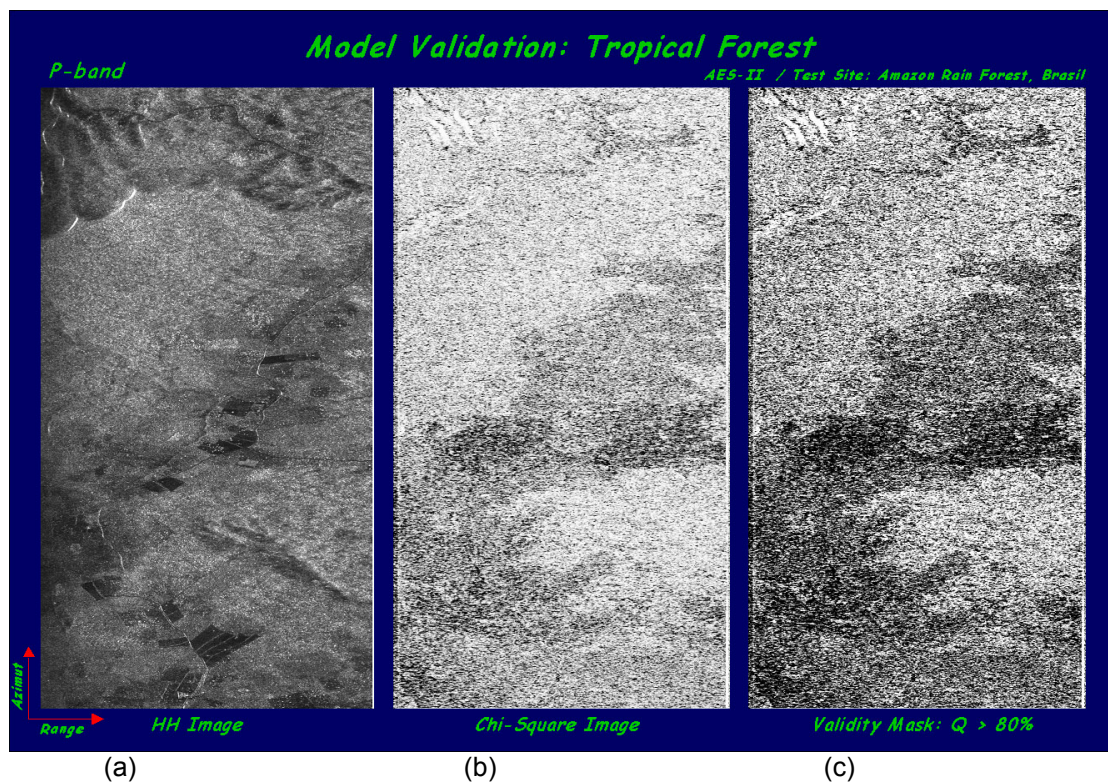 Model Validation: Tropical Forest
P-band
AES-II / Test Site: Amazon Rain Forest, Brasil
Azimut
Range
HH Image
Chi-Square Image
Validity Mask: Q > 80%
(a)
(b)
(c)